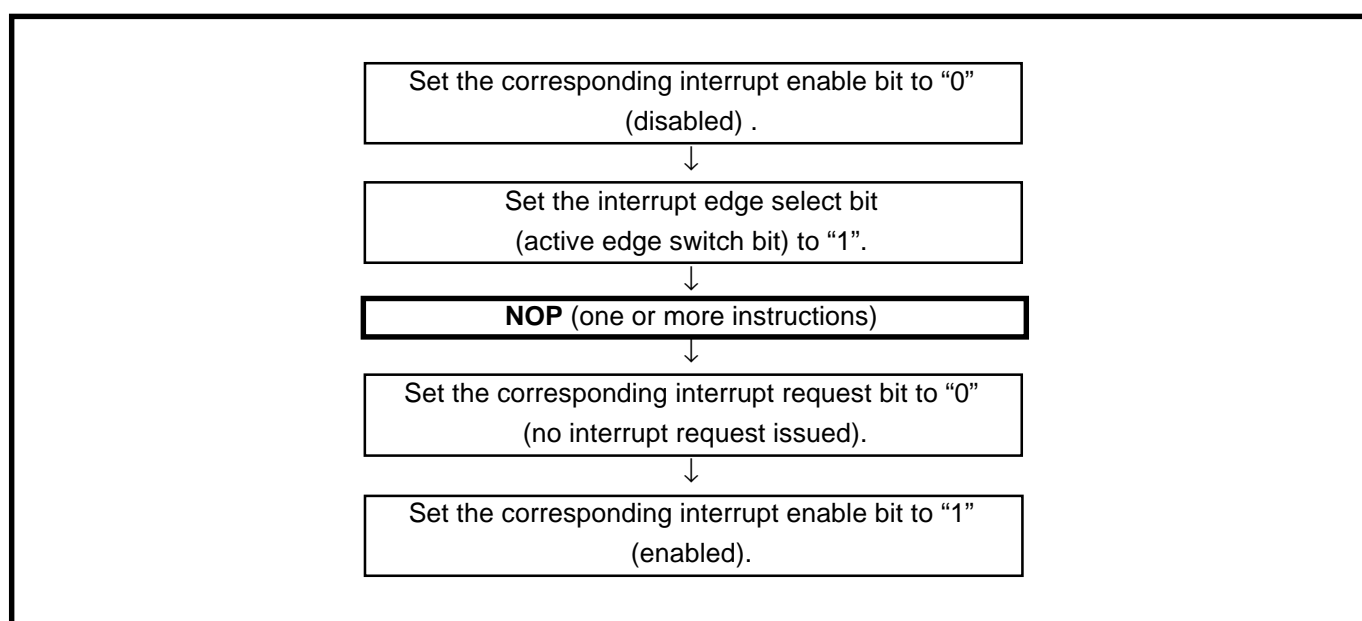 Set the corresponding interrupt enable bit to “0”
(disabled) .
↓
Set the interrupt edge select bit
(active edge switch bit) to “1”.
↓
NOP (one or more instructions)
↓
Set the corresponding interrupt request bit to “0”
(no interrupt request issued).
↓
Set the corresponding interrupt enable bit to “1”
(enabled).